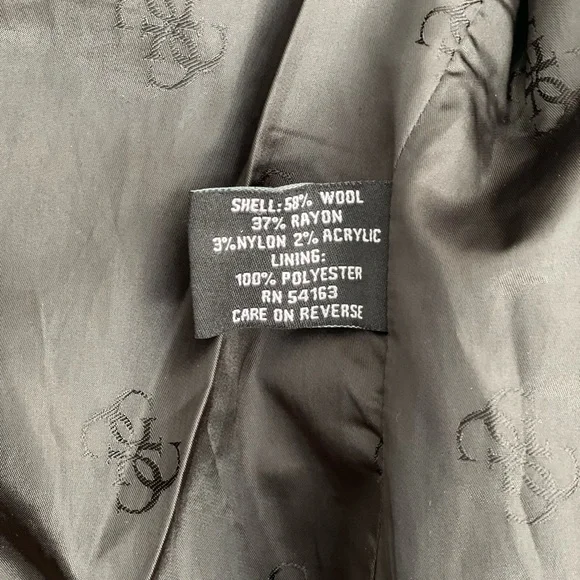 SHELL: 58% WOOL
37% RAYON
3%NYLON 2% ACRYLIC
LINING:
100% POLYESTER
RN 54163
CARE ON REVERSE